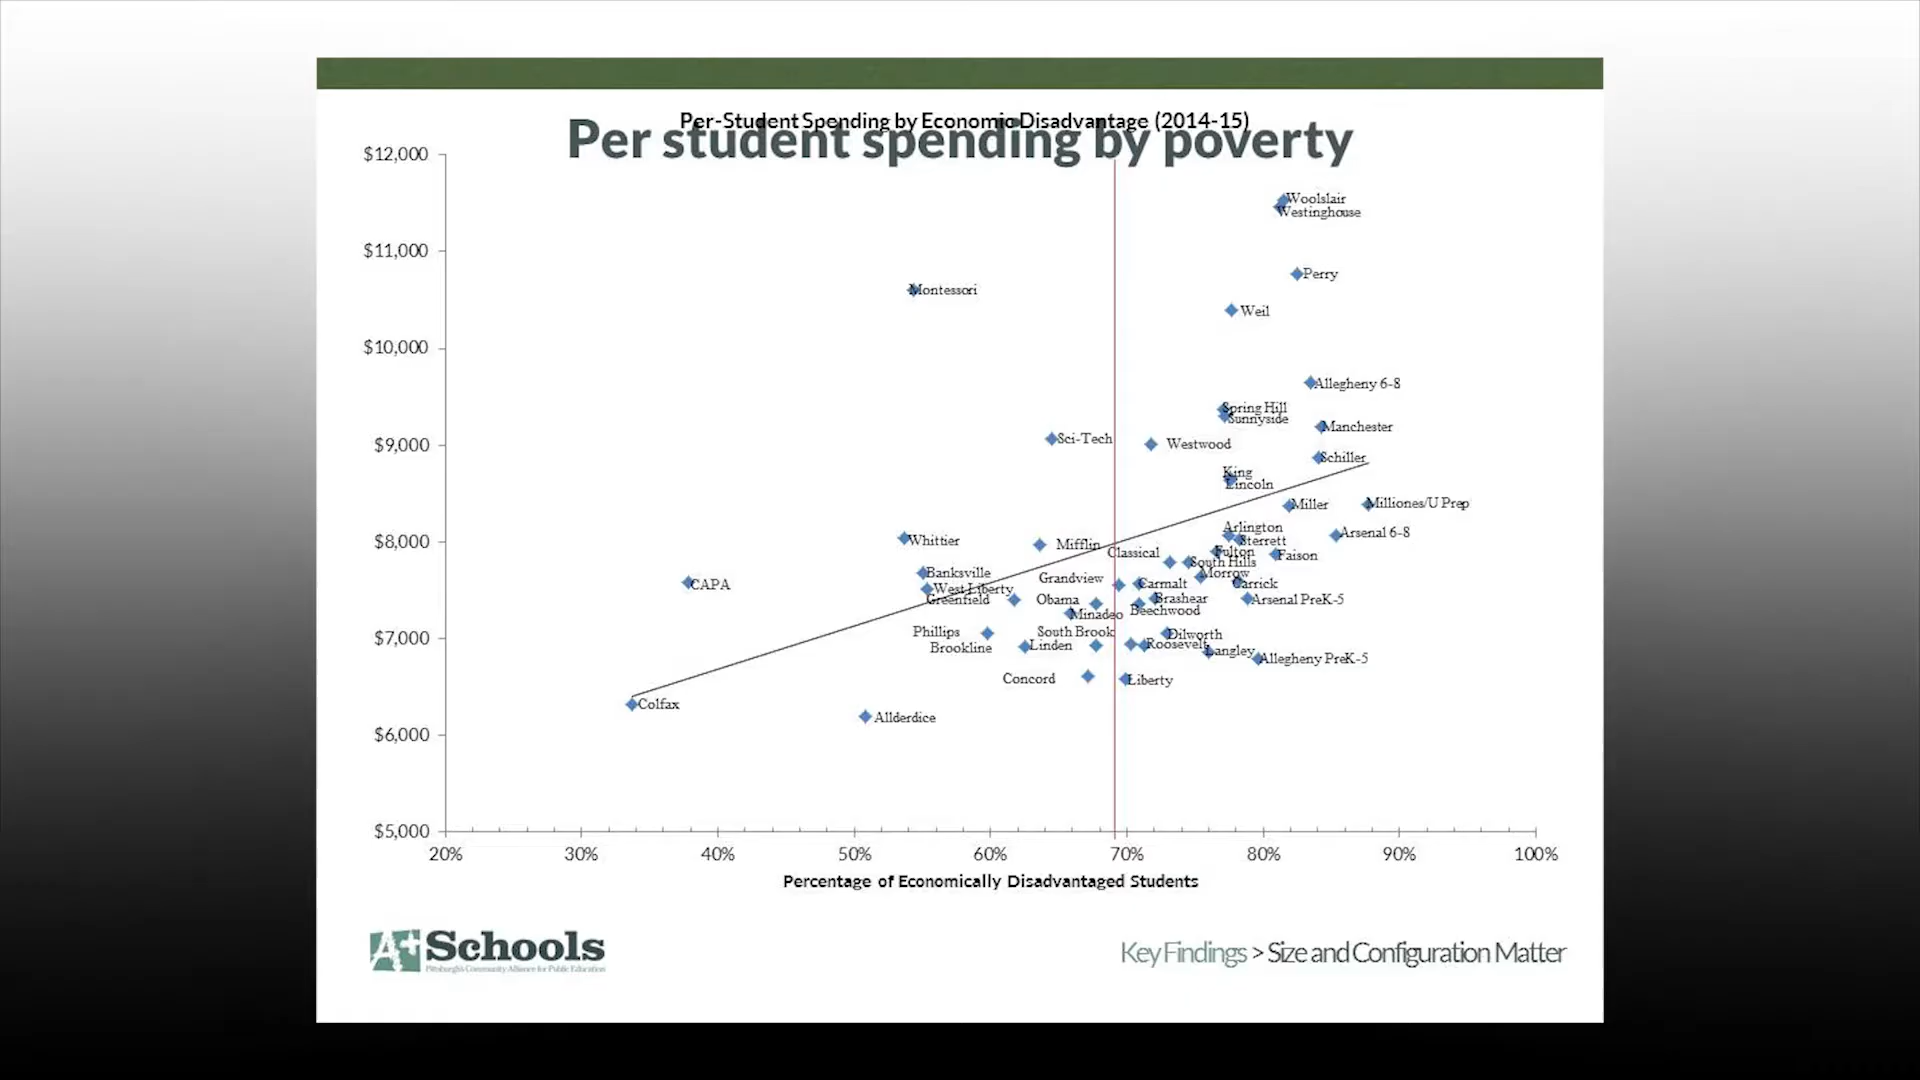 Per-Student Spending by Economic Disadvantage (2014-15)
Per student spending by poverty
$12,000
Woolslair
Westinghouse
$11,000
Perry
Montessori
Weil
$10,000
Allegheny 6-8
Spring Hill
Sunnyside
Manchester
$9,000
Sci-Tech
Westwood
Schiller
King
Lincoln
Miller
Milliones/U Prep
Arlington
Arsenal 6-8
$8,000
Whittier
Mifflin
Sterrett
Classical
Fulton
Faison
South Hills
Banksville
Morrow
CAPA
Grandview
Carmalt
Carrick
West Liberty
Greenfield
Obama
Brashear
Arsenal PreK-5
Minadeo
Beechwood
$7,000
Phillips
South Brook
Dilworth
Brookline
Linden
Roosevelt
Langley
Allegheny PreK-5
Concord
Liberty
Colfax
Allderdice
$6,000
$5,000
20% 30% 40% 50% 60% 70% 80% 90% 100%
Percentage of Economically Disadvantaged Students
A+ Schools
Pittsburgh's Community Alliance for Public Education
Key Findings > Size and Configuration Matter